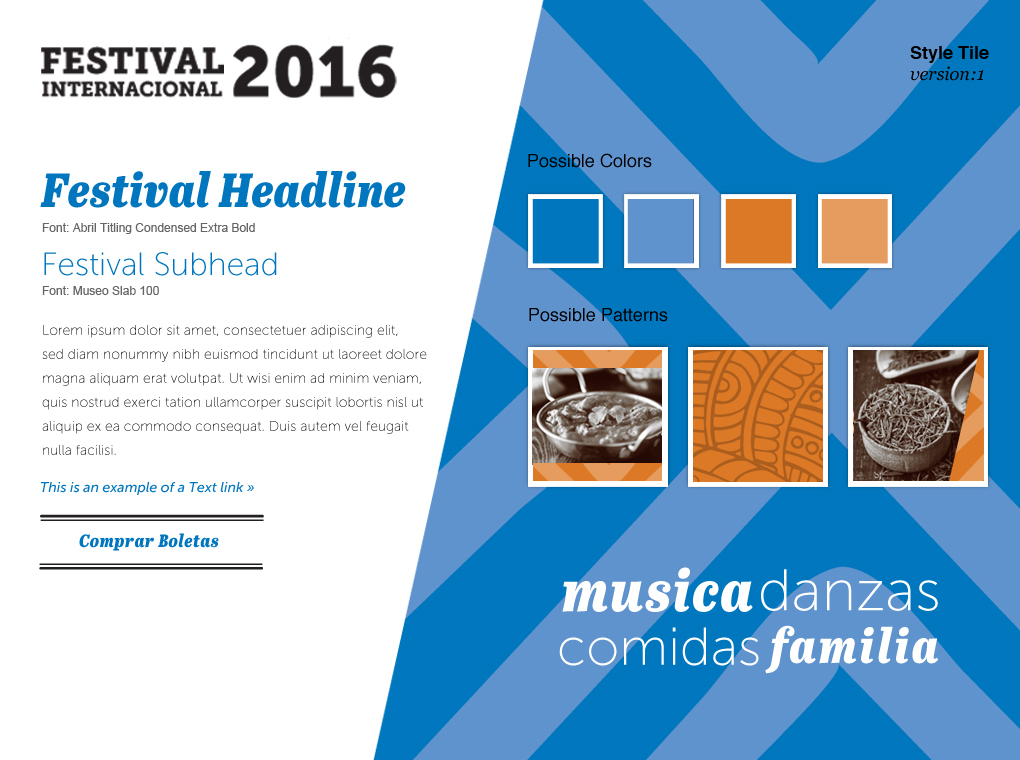 FESTIVAL
INTERNACIONAL
2016
Style Tile
version:1
Festival Headline
Font: Abril Titling Condensed Extra Bold
Festival Subhead
Font: Museo Slab 100
Lorem ipsum dolor sit amet, consectetuer adipiscing elit,
sed diam nonummy nibh euismod tincidunt ut laoreet dolore
magna aliquam erat volutpat. Ut wisi enim ad minim veniam,
quis nostrud exerci tation ullamcorper suscipit lobortis nisl ut
aliquip ex ea commodo consequat. Duis autem vel feugait
nulla facilisi.
This is an example of a Text link »
Comprar Boletas
Possible Colors
Possible Patterns
musica danzas
comidas familia